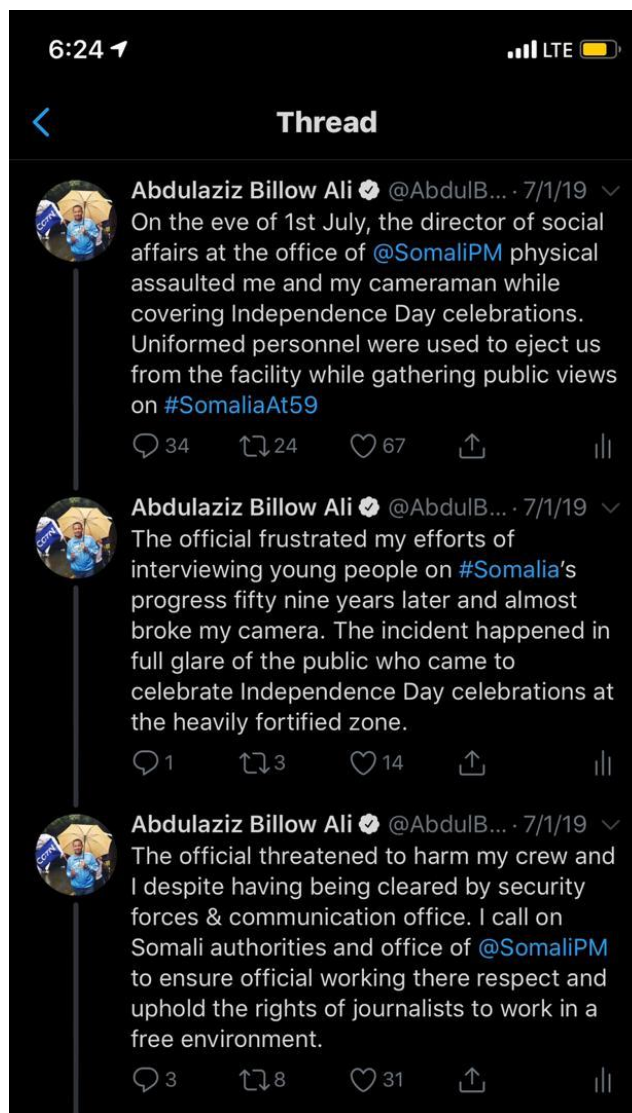 6:24
LTE
Thread
Abdulaziz Billow Ali @AbdulB... · 7/1/19
On the eve of 1st July, the director of social
affairs at the office of @SomaliPM physical
assaulted me and my cameraman while
covering Independence Day celebrations.
Uniformed personnel were used to eject us
from the facility while gathering public views
on #SomaliaAt59
34 24 67
Abdulaziz Billow Ali @AbdulB... · 7/1/19
The official frustrated my efforts of
interviewing young people on #Somalia's
progress fifty nine years later and almost
broke my camera. The incident happened in
full glare of the public who came to
celebrate Independence Day celebrations at
the heavily fortified zone.
1 3 14
Abdulaziz Billow Ali @AbdulB... · 7/1/19
The official threatened to harm my crew and
I despite having being cleared by security
forces & communication office. I call on
Somali authorities and office of @SomaliPM
to ensure official working there respect and
uphold the rights of journalists to work in a
free environment.
3 8 31